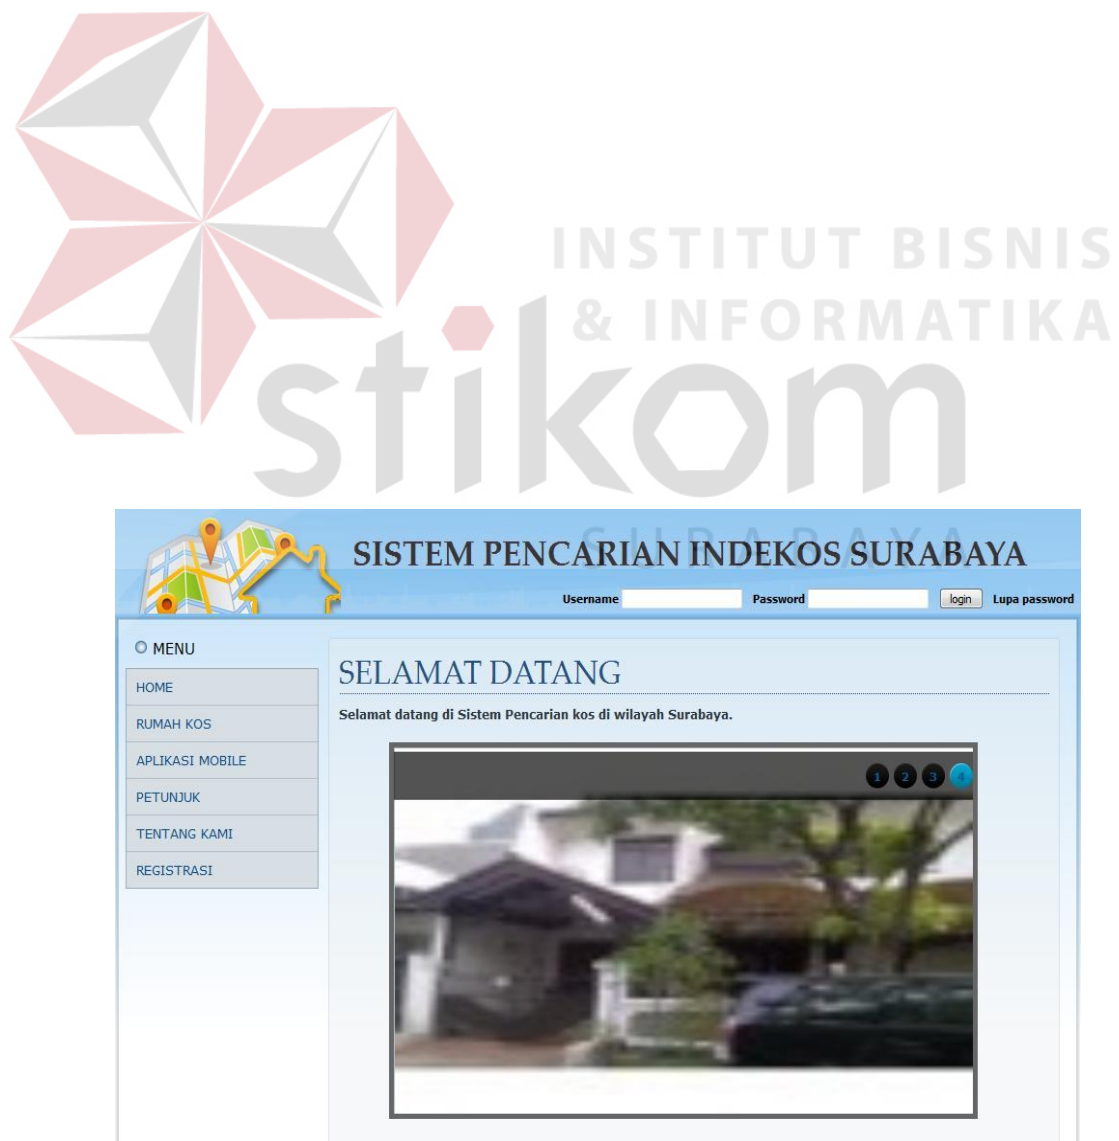 INSTITUT BISNIS
& INFORMATIKA
stikom
SURABAYA
SISTEM PENCARIAN INDEKOS SURABAYA
Username Password login Lupa password
MENU
HOME
RUMAH KOS
APLIKASI MOBILE
PETUNJUK
TENTANG KAMI
REGISTRASI
SELAMAT DATANG
Selamat datang di Sistem Pencarian kos di wilayah Surabaya.
1 2 3 4